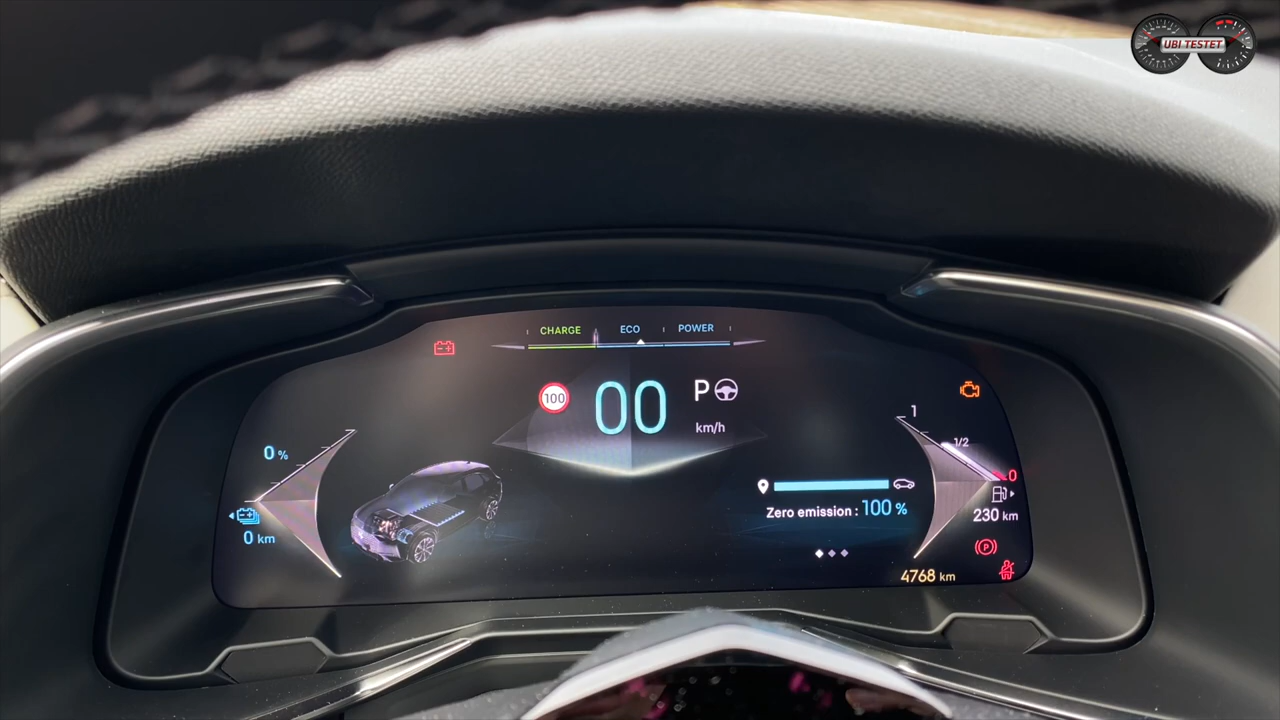 UBI TESTET
CHARGE ECO POWER
100
00
P
km/h
0 %
0 km
1
1/2
0
230 km
Zero emission : 100 %
P
4768 km